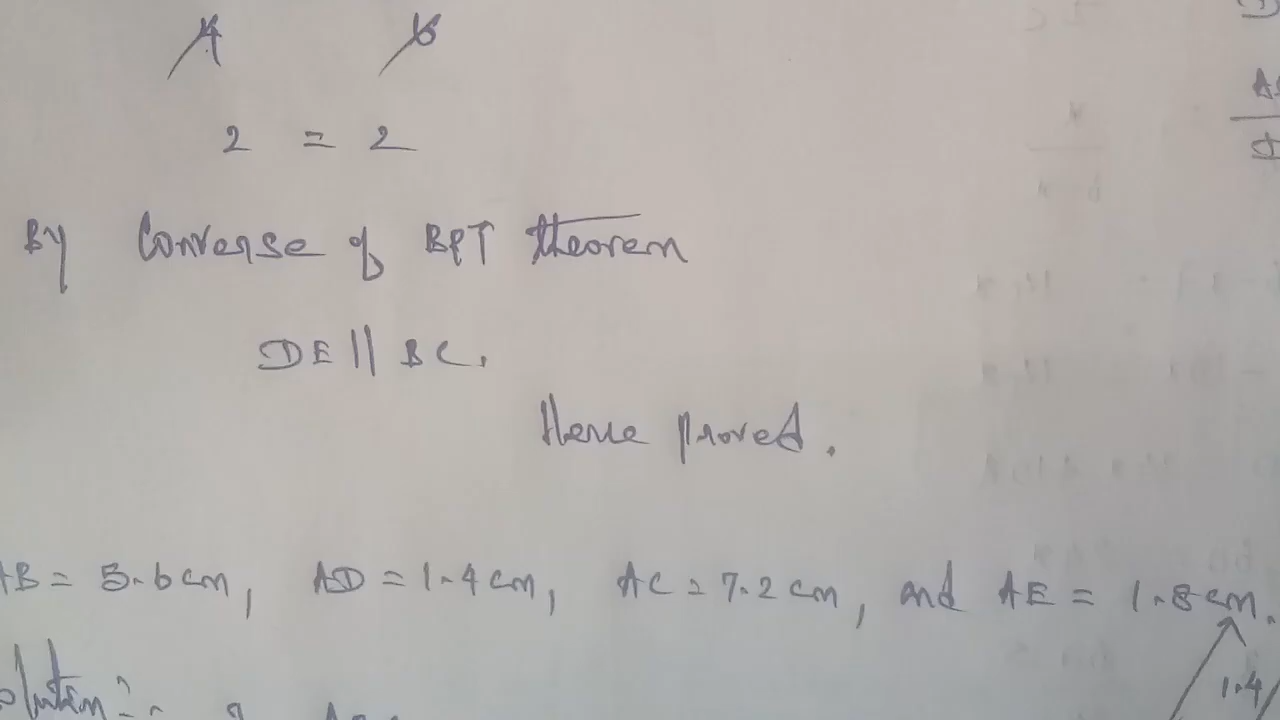 4 6
2 = 2
By Converse of BPT theorem
DE || BC.
Hence proved.
AB = 5.6 cm, AD = 1.4 cm, AC = 7.2 cm, and AE = 1.8 cm.
1.4
olution:-